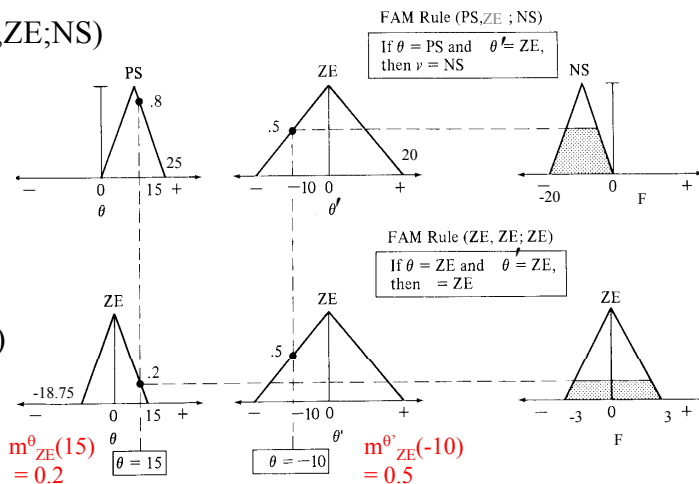 ,ZE;NS)
FAM Rule (PS,ZE ; NS)
If θ = PS and θ′= ZE,
then ν = NS
PS
ZE
NS
.8
.5
25
20
− 0 15 +
− −10 0 +
− -20 0 +
θ
θ′
F
FAM Rule (ZE, ZE; ZE)
If θ = ZE and θ′ = ZE,
then = ZE
ZE
ZE
ZE
)
.5
.2
-18.75
− 0 15 +
− −10 0 +
− -3 0 3 +
θ
θ'
F
mθZE(15)
= 0.2
θ = 15
θ = −10
mθ'ZE(-10)
= 0.5